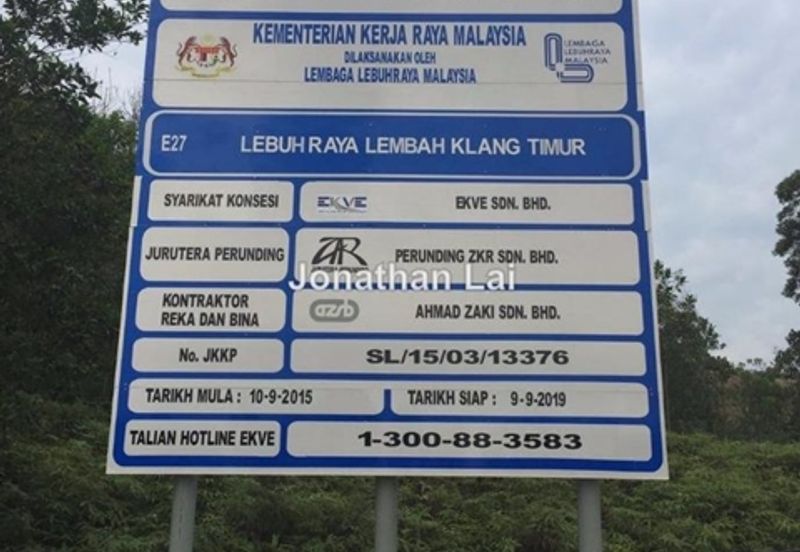 KEMENTERIAN KERJA RAYA MALAYSIA
DILAKSANAKAN OLEH
LEMBAGA LEBUHRAYA MALAYSIA
LEMBAGA
LEBUHRAYA
MALAYSIA
E27 LEBUH RAYA LEMBAH KLANG TIMUR
SYARIKAT KONSESI EKVE EKVE SDN. BHD.
JURUTERA PERUNDING ZKR PERUNDING ZKR SDN. BHD.
Jonathan Lai
KONTRAKTOR
REKA DAN BINA azsb AHMAD ZAKI SDN. BHD.
No. JKKP SL/15/03/13376
TARIKH MULA : 10-9-2015 TARIKH SIAP : 9-9-2019
TALIAN HOTLINE EKVE 1-300-88-3583